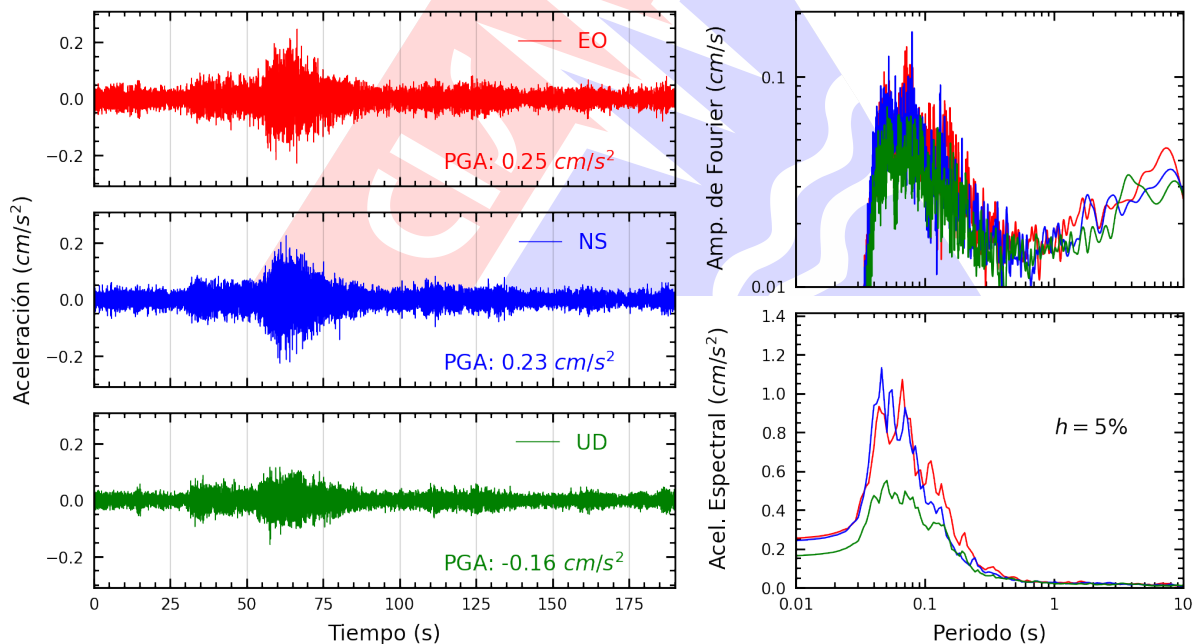 Aceleración (cm/s²)
0.2
0.0
−0.2
EO
PGA: 0.25 cm/s²
0.2
0.0
−0.2
NS
PGA: 0.23 cm/s²
0.2
0.0
−0.2
UD
PGA: -0.16 cm/s²
0 25 50 75 100 125 150 175
Tiempo (s)
Amp. de Fourier (cm/s)
0.1
0.01
Acel. Espectral (cm/s²)
1.4
1.2
1.0
0.8
0.6
0.4
0.2
0.0
h = 5%
0.01 0.1 1 10
Periodo (s)